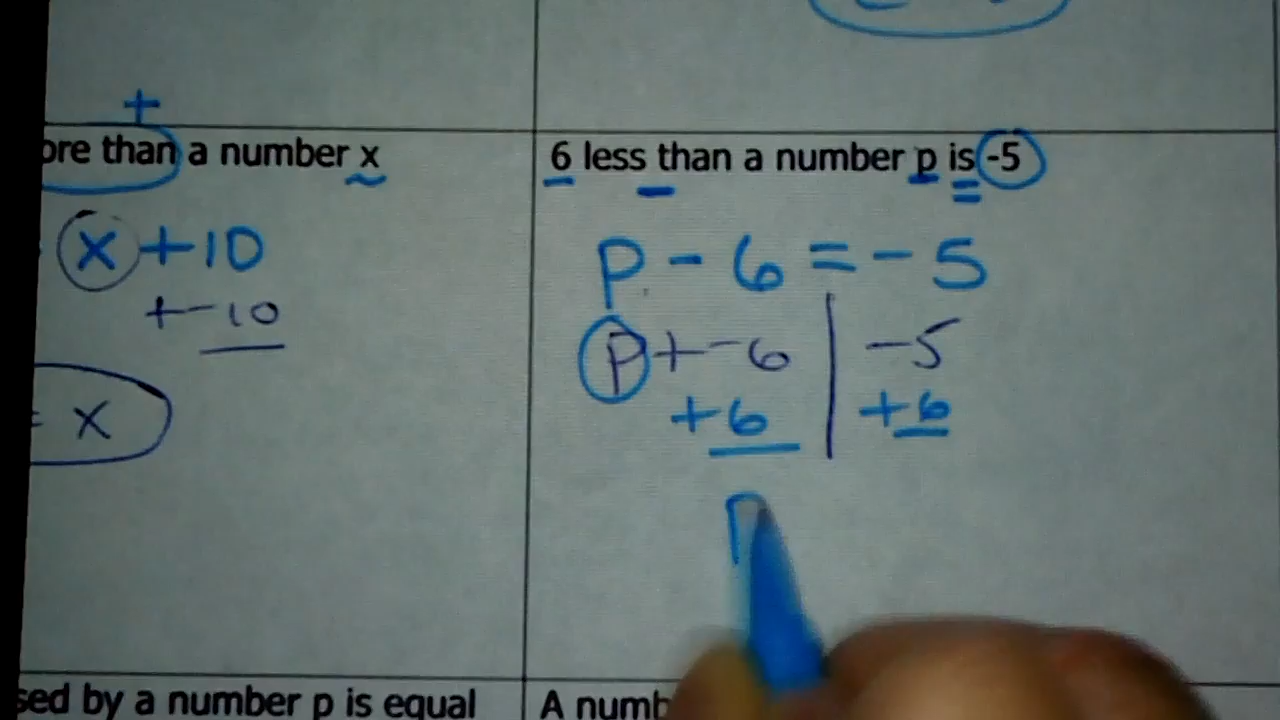 +
ore than a number x
x + 10
+ -10
= x
6 less than a number p is -5
p - 6 = - 5
p + -6 | -5
+6 | +6
p
sed by a number p is equal
A numb